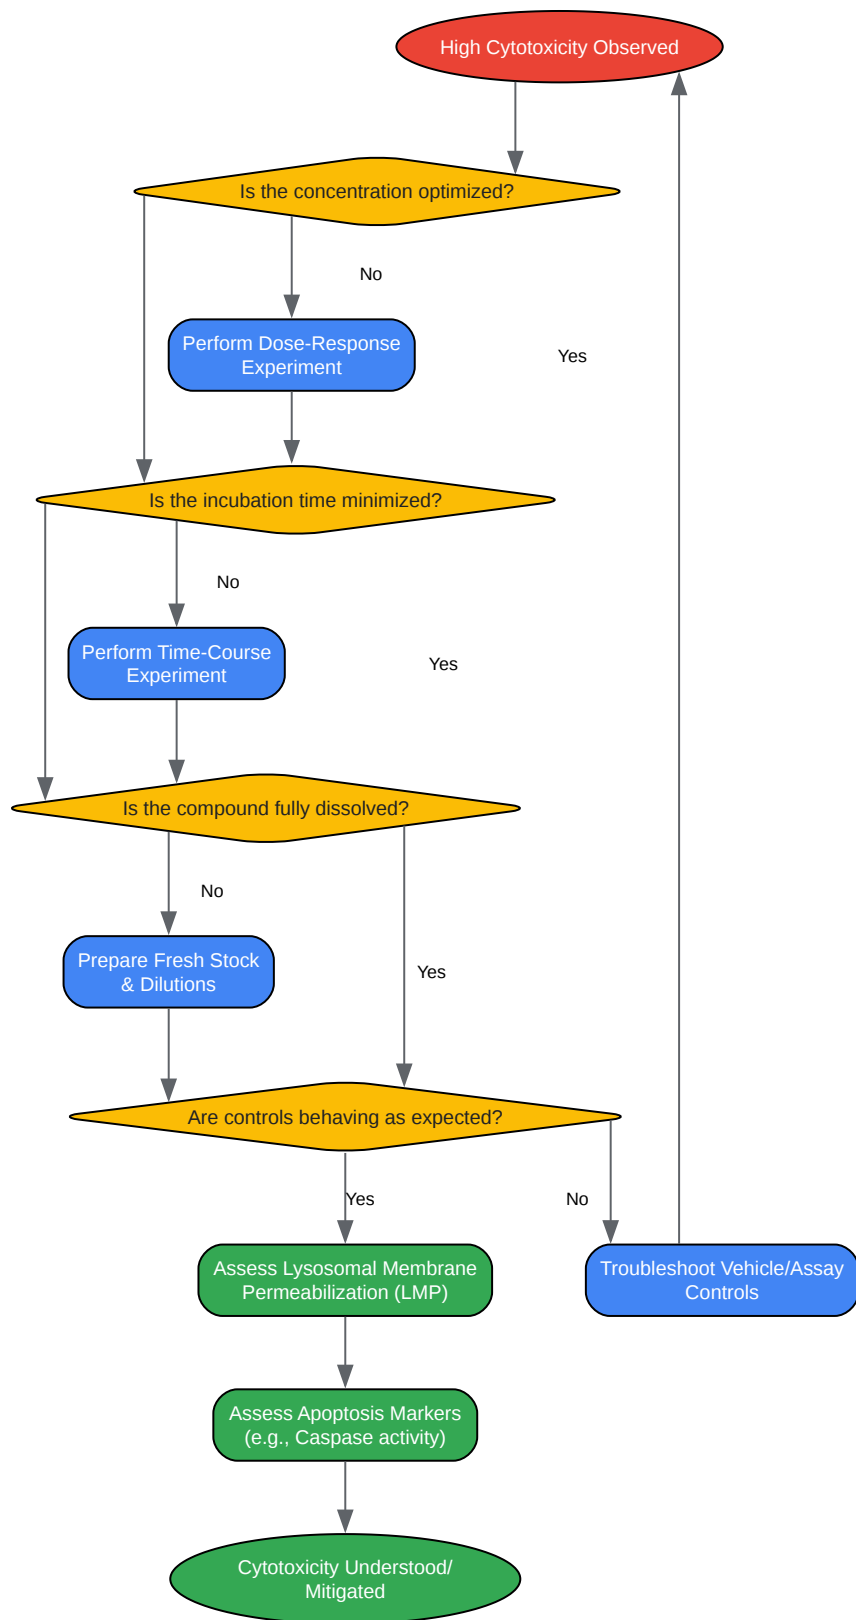 High Cytotoxicity Observed
Is the concentration optimized?
No
Perform Dose-Response
Experiment
Yes
Is the incubation time minimized?
No
Perform Time-Course
Experiment
Yes
Is the compound fully dissolved?
No
Prepare Fresh Stock
& Dilutions
Yes
Are controls behaving as expected?
Yes
No
Assess Lysosomal Membrane
Permeabilization (LMP)
Troubleshoot Vehicle/Assay
Controls
Assess Apoptosis Markers
(e.g., Caspase activity)
Cytotoxicity Understood/
Mitigated